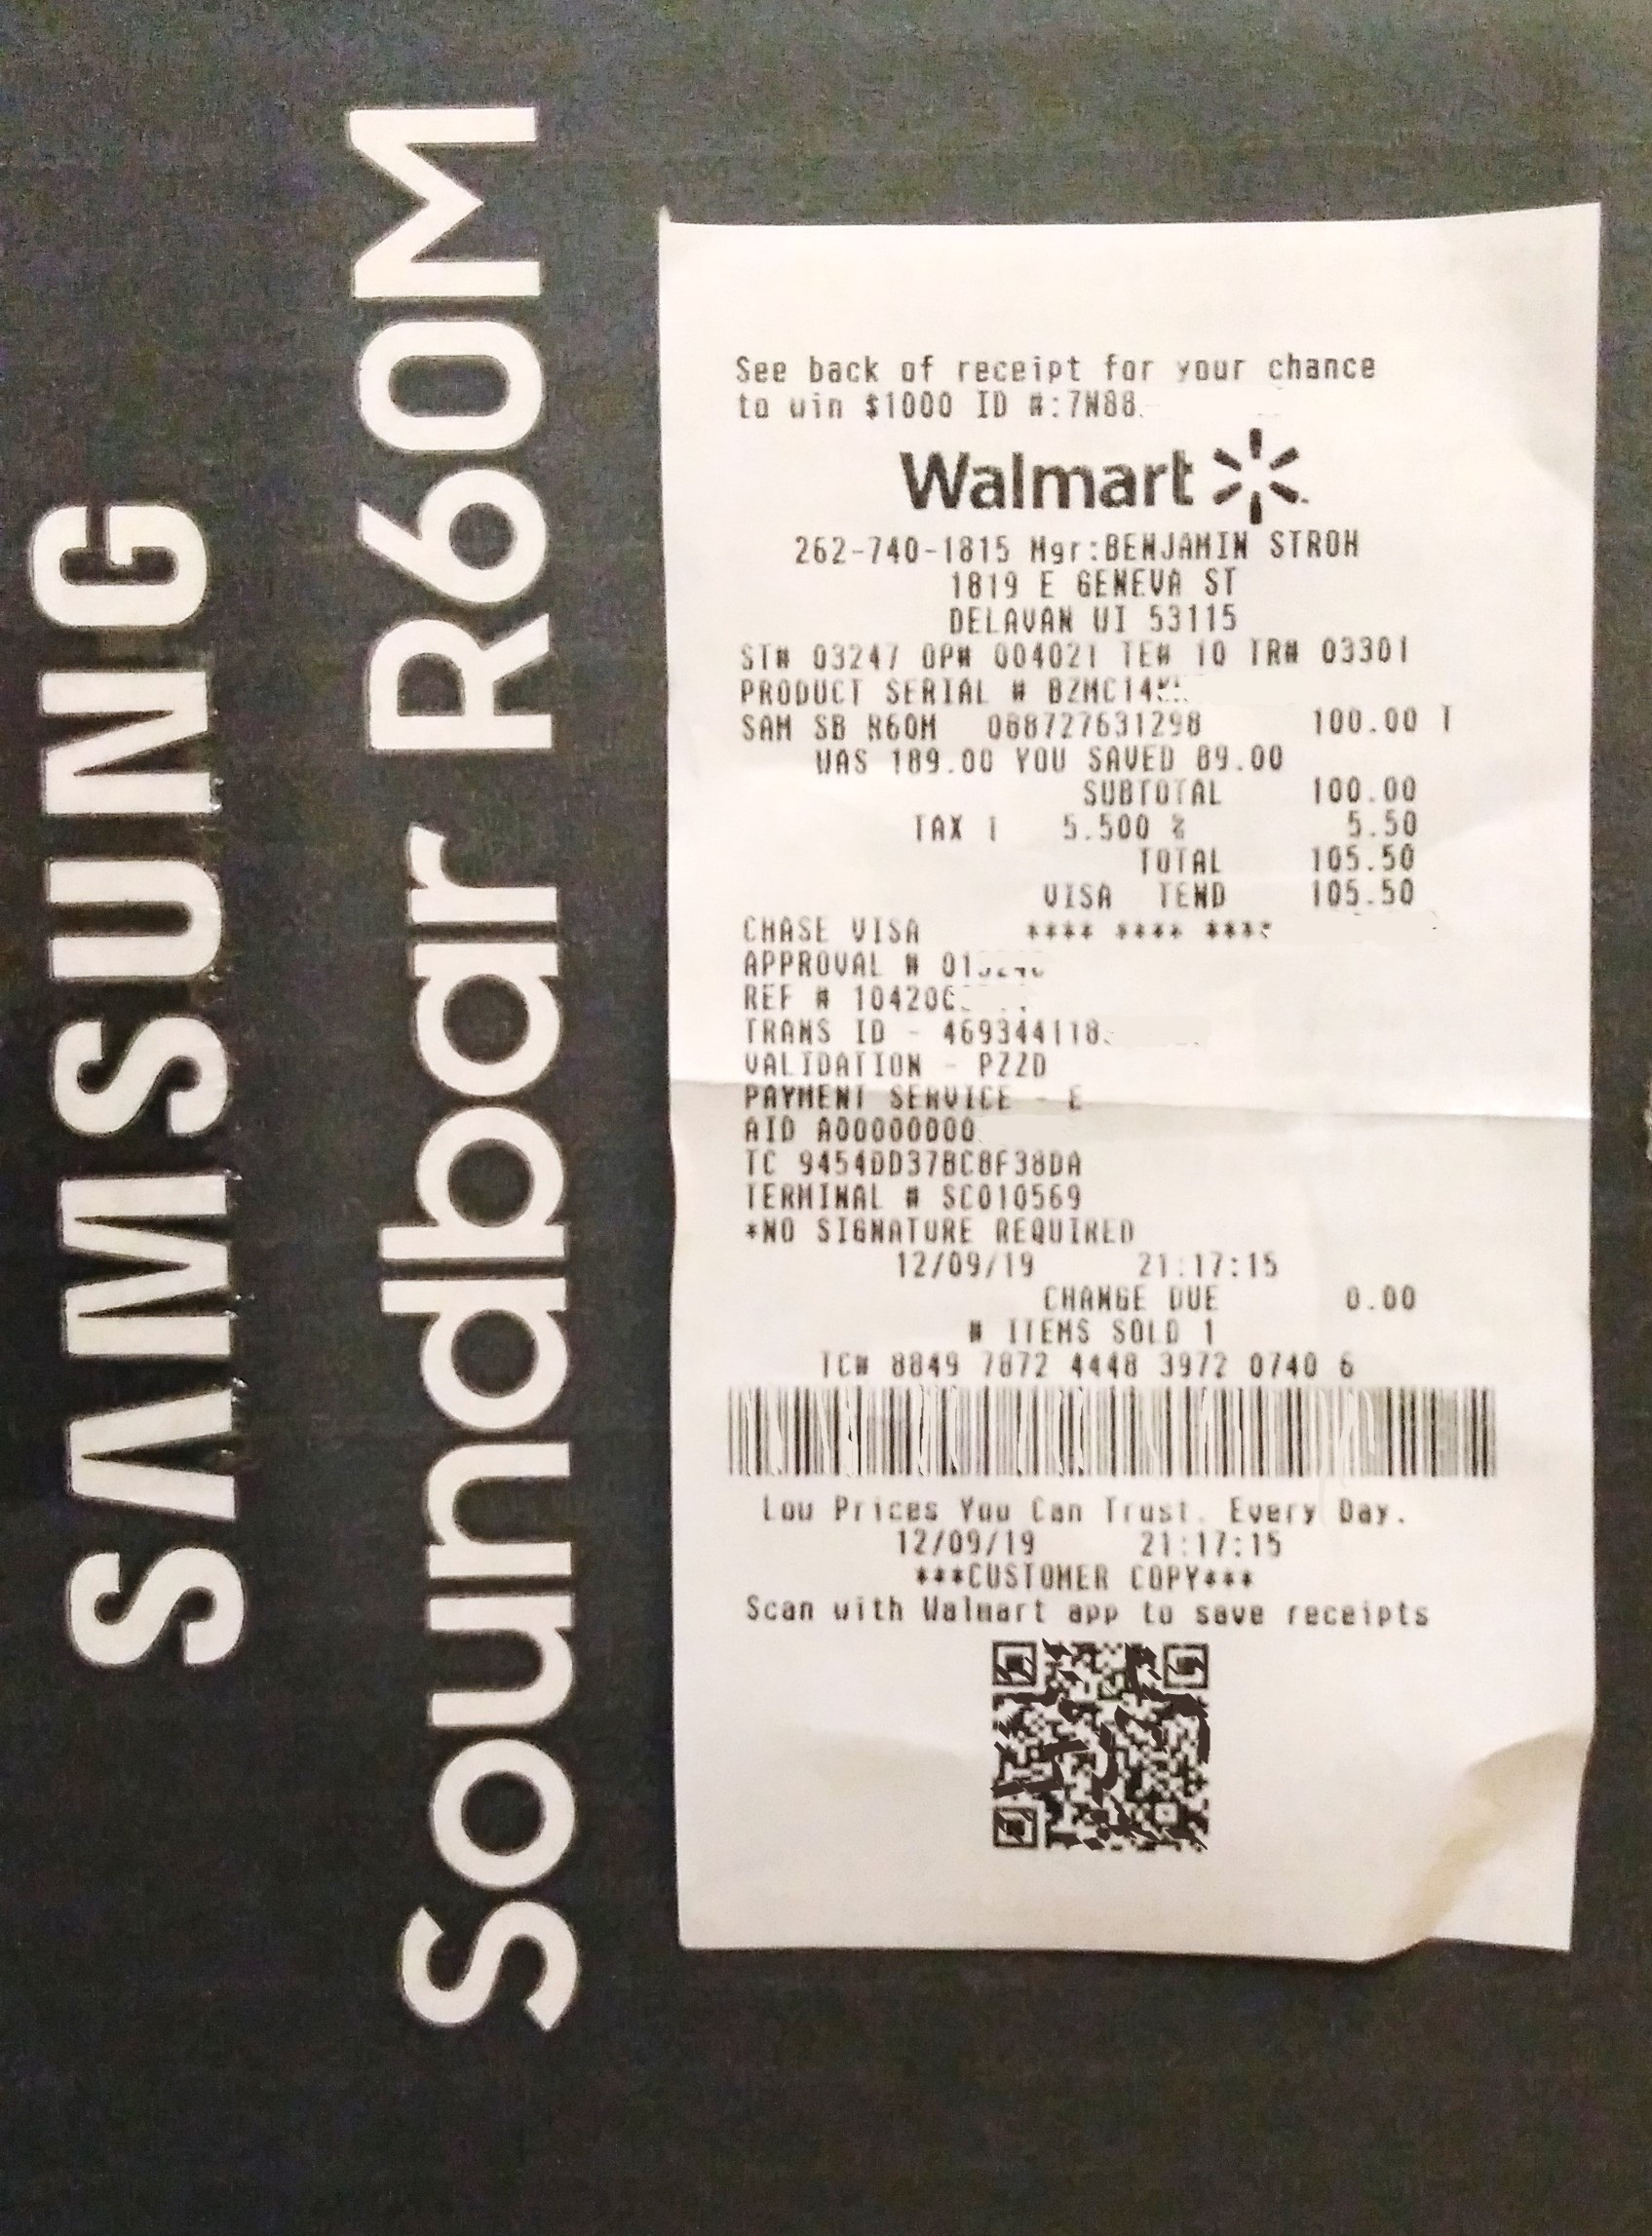 SAMSUNG
Soundbar R60M
See back of receipt for your chance
to win $1000 ID #:7N88
Walmart
262-740-1815 Mgr:BENJAMIN STROH
1819 E GENEVA ST
DELAVAN WI 53115
ST# 03247 OP# 004021 TE# 10 TR# 03301
PRODUCT SERIAL # BZMC14
SAM SB R60M 088727631298 100.00 T
WAS 189.00 YOU SAVED 89.00
SUBTOTAL 100.00
TAX 1 5.500 % 5.50
TOTAL 105.50
VISA TEND 105.50
CHASE VISA **** **** ****
APPROVAL #
REF # 10420
TRANS ID - 469344118
VALIDATION - PZZD
PAYMENT SERVICE - E
AID A00000000
TC 9454DD37BC8F38DA
TERMINAL # SC010569
*NO SIGNATURE REQUIRED
12/09/19 21:17:15
CHANGE DUE 0.00
# ITEMS SOLD 1
TC# 8849 7872 4448 3972 0740 6
Low Prices You Can Trust. Every Day.
12/09/19 21:17:15
***CUSTOMER COPY***
Scan with Walmart app to save receipts